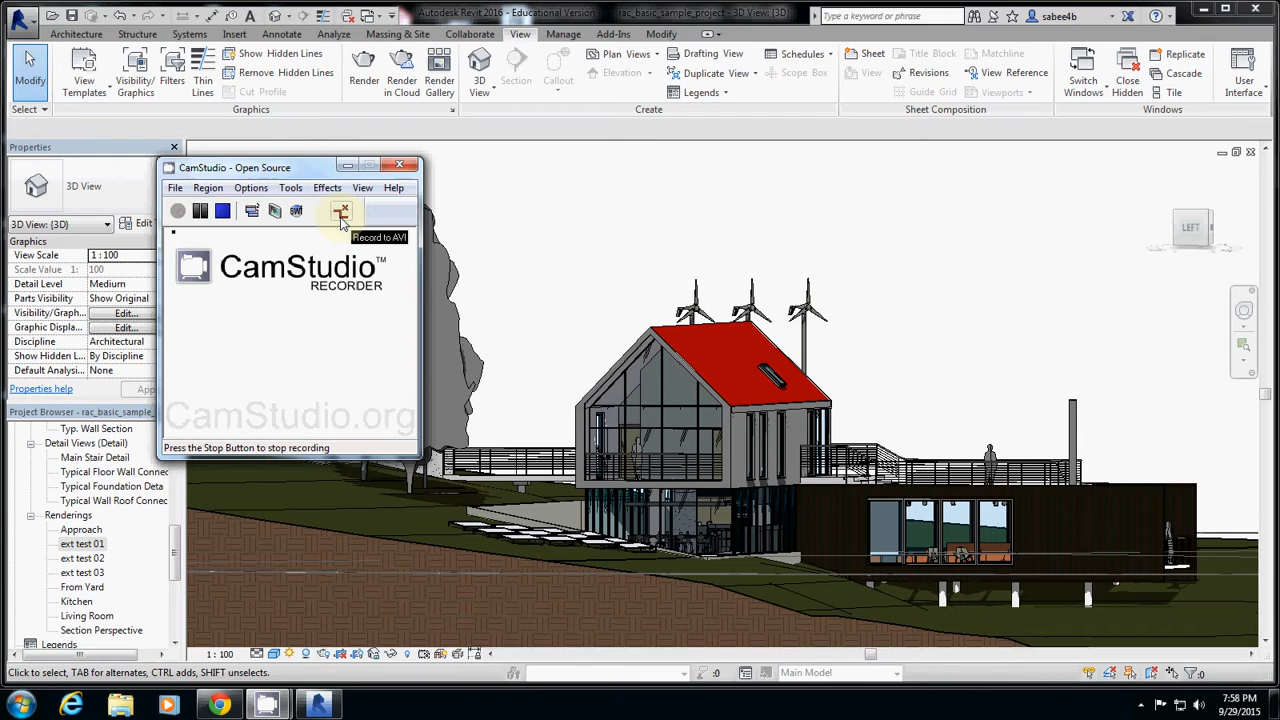 Autodesk Revit 2016 - Educational Version - rac_basic_sample_project - 3D View: {3D}
Type a keyword or phrase
sabee4b
Architecture Structure Systems Insert Annotate Analyze Massing & Site Collaborate View Manage Add-Ins Modify
Modify
View Templates
Visibility/ Graphics
Filters
Thin Lines
Show Hidden Lines
Remove Hidden Lines
Cut Profile
Render
Render in Cloud
Render Gallery
3D View
Section
Callout
Plan Views
Elevation
Drafting View
Duplicate View
Legends
Schedules
Scope Box
Sheet
View
Title Block
Revisions
Guide Grid
Matchline
View Reference
Viewports
Switch Windows
Close Hidden
Replicate
Cascade
Tile
User Interface
Select
Graphics
Create
Sheet Composition
Windows
Properties
3D View
3D View: {3D}
Edit
Graphics
View Scale 1 : 100
Scale Value 1: 100
Detail Level Medium
Parts Visibility Show Original
Visibility/Graph... Edit...
Graphic Displa... Edit...
Discipline Architectural
Show Hidden L... By Discipline
Default Analysi... None
Properties help
App
Project Browser - rac_basic_sample_
Typ. Wall Section
Detail Views (Detail)
Main Stair Detail
Typical Floor Wall Connec
Typical Foundation Deta
Typical Wall Roof Connec
Renderings
Approach
ext test 01
ext test 02
ext test 03
From Yard
Kitchen
Living Room
Section Perspective
Legends
CamStudio - Open Source
File Region Options Tools Effects View Help
Record to AVI
CamStudio™
RECORDER
CamStudio.org
Press the Stop Button to stop recording
LEFT
1 : 100
Click to select, TAB for alternates, CTRL adds, SHIFT unselects.
:0
Main Model
:0
7:58 PM
9/29/2015